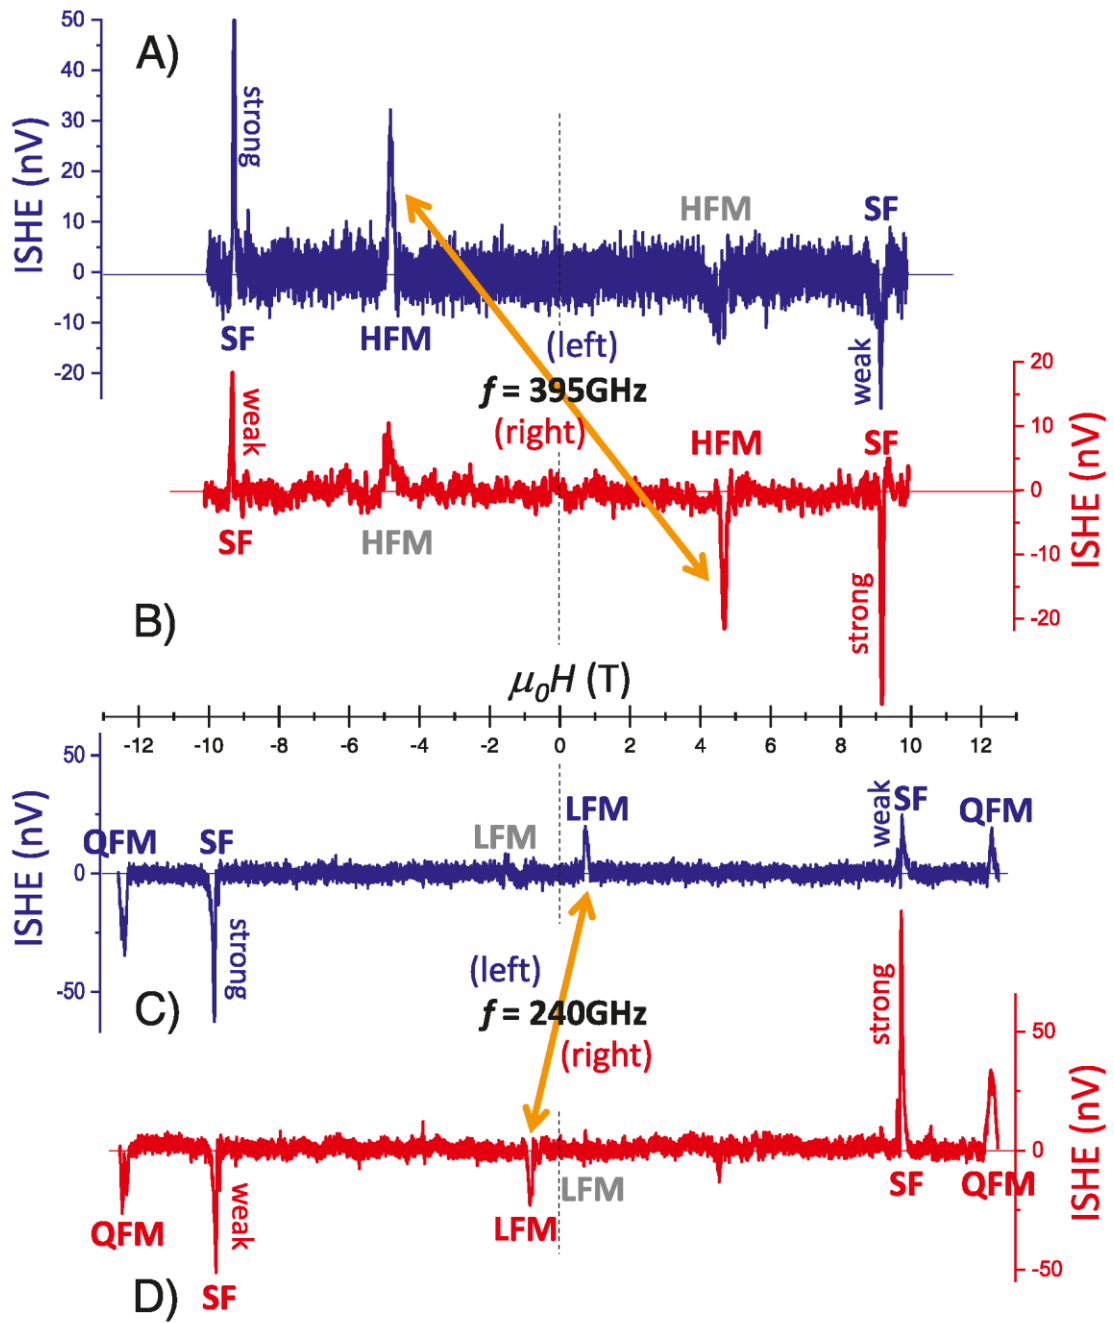 A)
ISHE (nV)
50
40
30
20
10
0
-10
-20
strong
SF
HFM
HFM
SF
weak
(left)
f = 395GHz
(right)
B)
ISHE (nV)
20
10
0
-10
-20
weak
SF
HFM
HFM
SF
strong
μ0H (T)
-12 -10 -8 -6 -4 -2 0 2 4 6 8 10 12
C)
ISHE (nV)
50
0
-50
QFM
SF
strong
LFM
LFM
weak
SF
QFM
(left)
f = 240GHz
(right)
D)
ISHE (nV)
50
0
-50
QFM
SF
weak
LFM
LFM
strong
SF
QFM